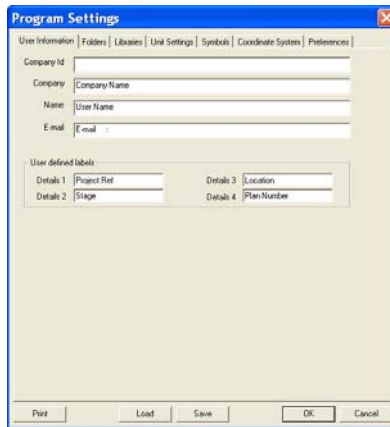 Program Settings
User Information Folders Libraries Unit Settings Symbols Coordinate System Preferences
Company Id
Company Company Name
Name User Name
E-mail E-mail :
User defined labels
Details 1 Project Ref Details 3 Location
Details 2 Stage Details 4 Plan Number
Print Load Save OK Cancel